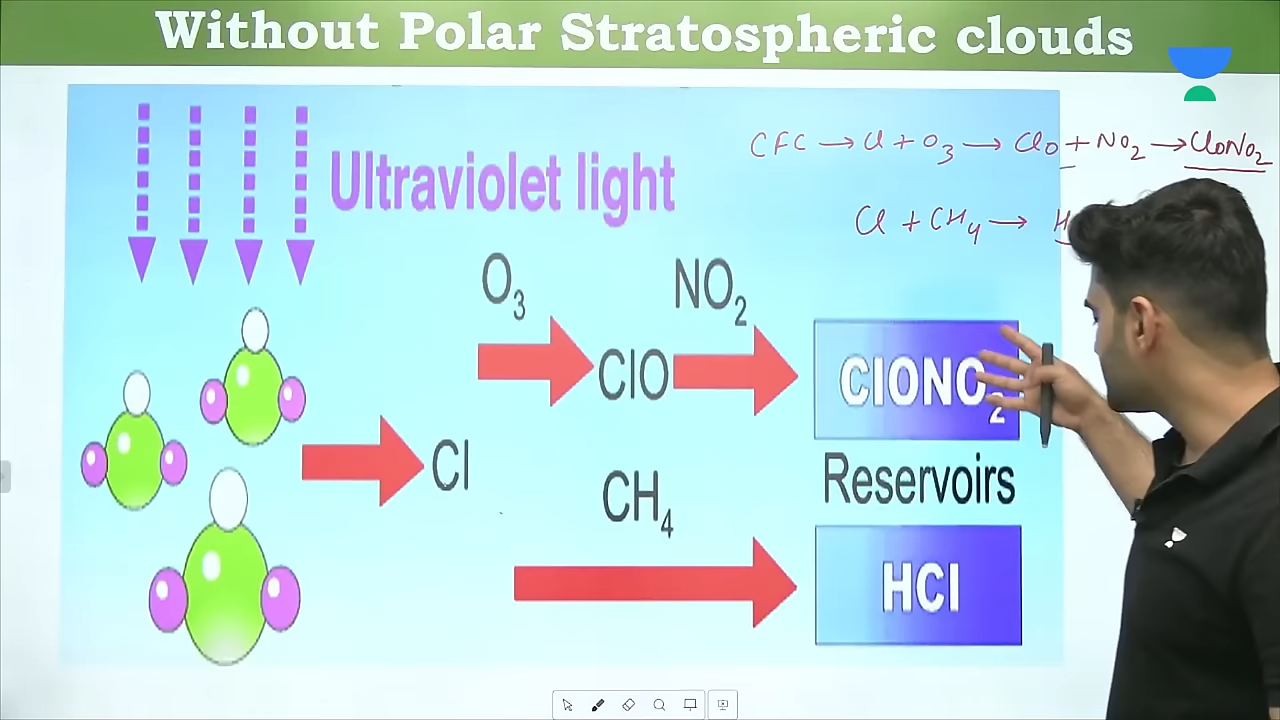 Without Polar Stratospheric clouds
CFC → Cl + O₃ → ClO + NO₂ → ClONO₂
Cl + CH₄ →
Ultraviolet light
O₃
NO₂
ClO
ClONO₂
Cl
Reservoirs
CH₄
HCl